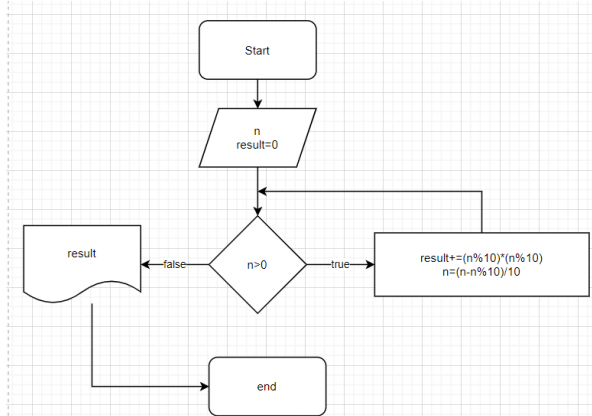 Start
n
result=0
n>0
true
result+=(n%10)*(n%10)
n=(n-n%10)/10
false
result
end